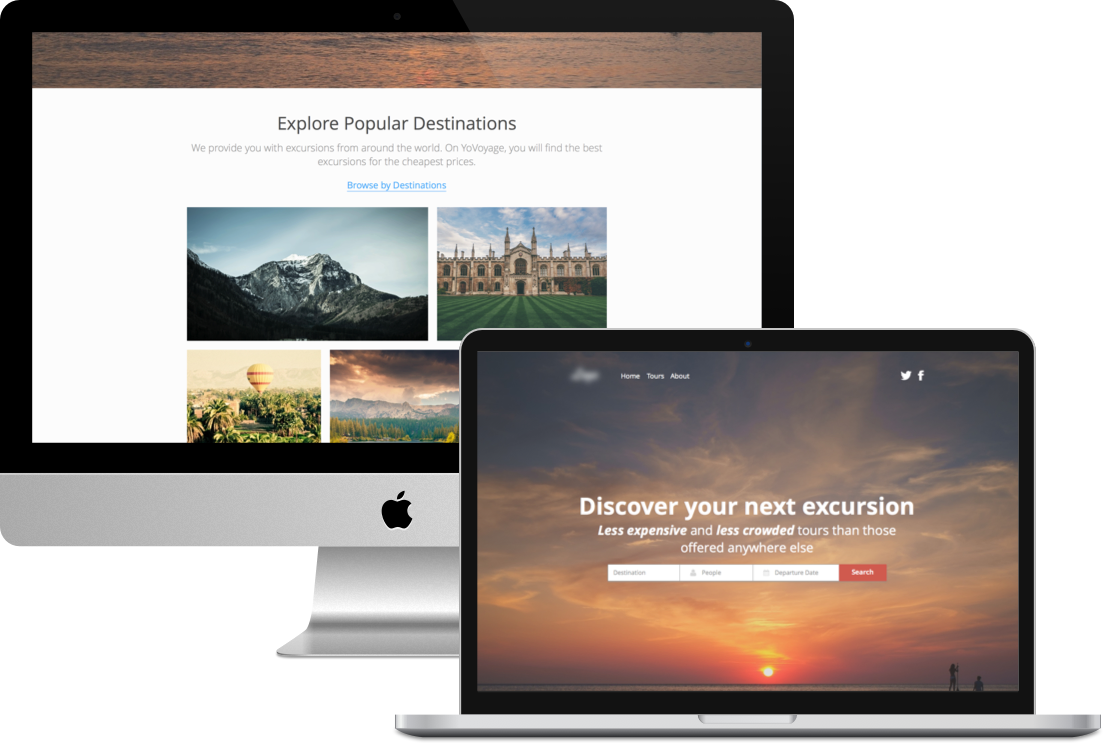 Explore Popular Destinations
We provide you with excursions from around the world. On YoVoyage, you will find the best
excursions for the cheapest prices.
Browse by Destinations
Home Tours About
Discover your next excursion
Less expensive and less crowded tours than those
offered anywhere else
Destination People Departure Date Search